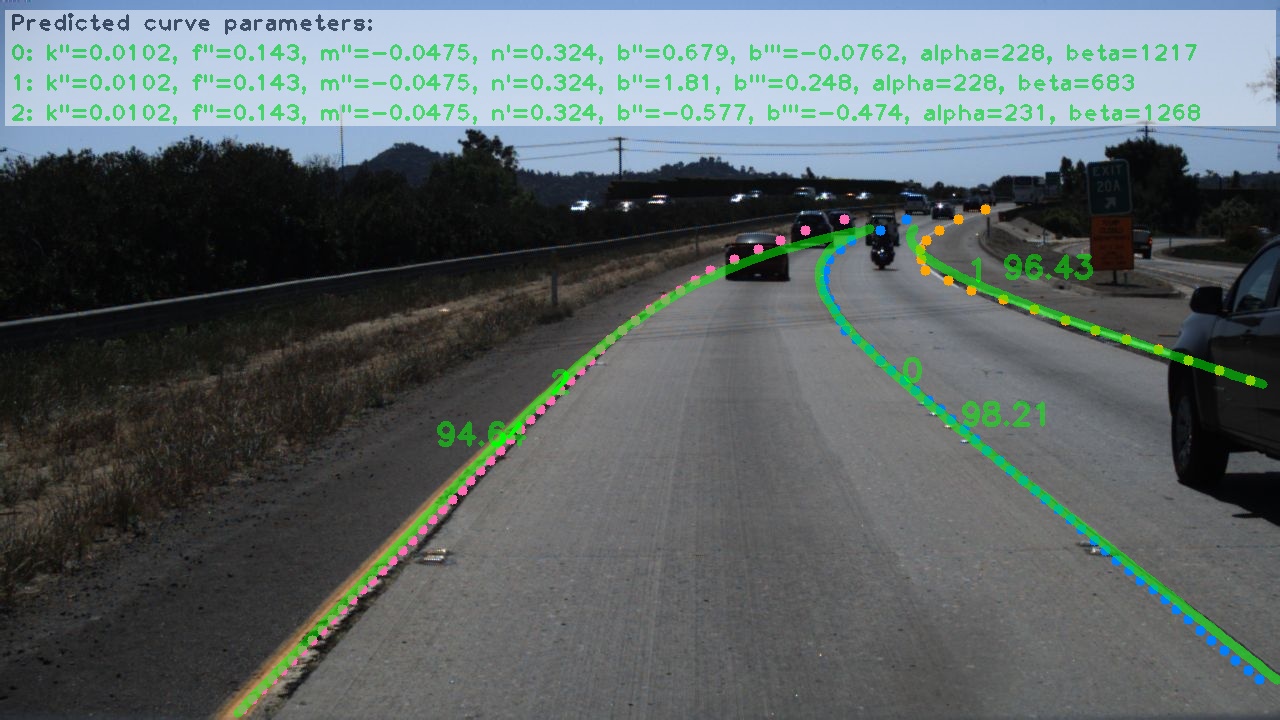 Predicted curve parameters:
0: k''=0.0102, f''=0.143, m''=-0.0475, n'=0.324, b''=0.679, b'''=-0.0762, alpha=228, beta=1217
1: k''=0.0102, f''=0.143, m''=-0.0475, n'=0.324, b''=1.81, b'''=0.248, alpha=228, beta=683
2: k''=0.0102, f''=0.143, m''=-0.0475, n'=0.324, b''=-0.577, b'''=-0.474, alpha=231, beta=1268
EXIT
20A
1 96.43
0
98.21
2
94.64